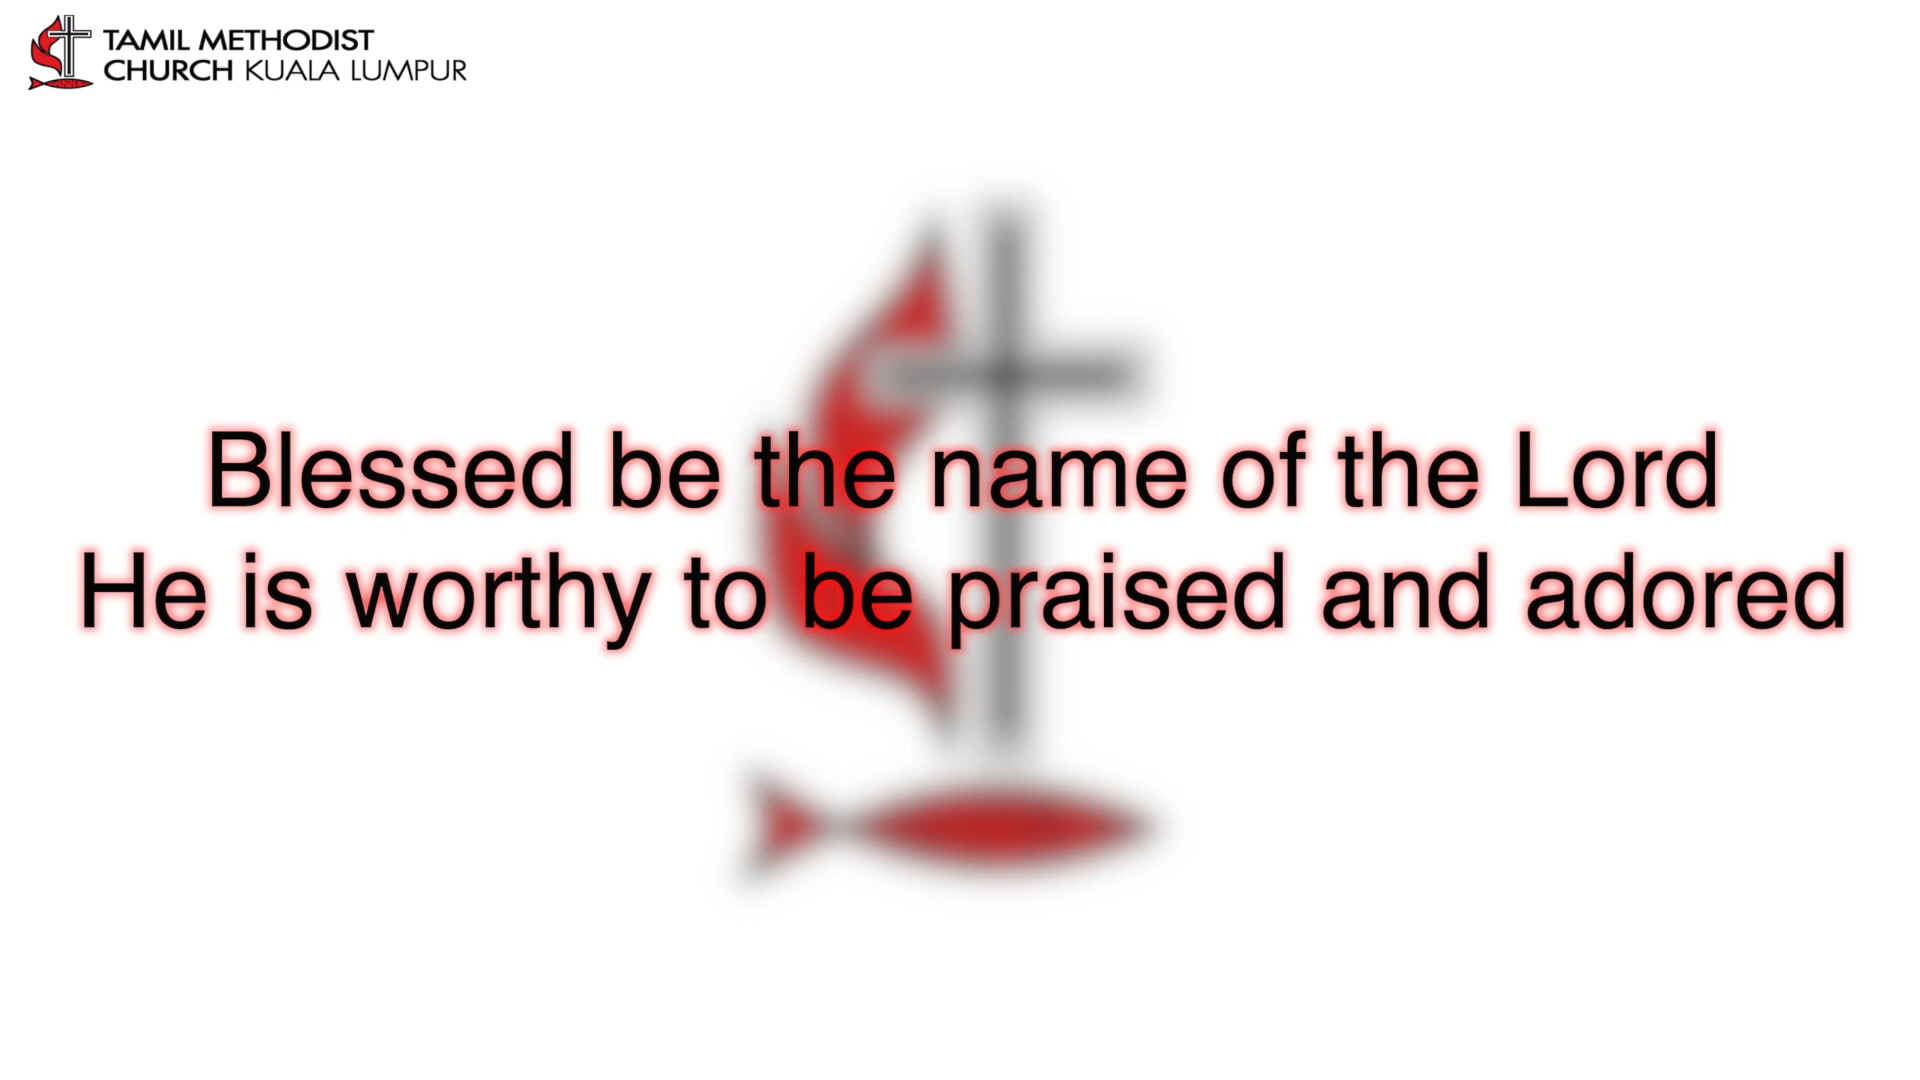 TAMIL METHODIST
CHURCH KUALA LUMPUR
Blessed be the name of the Lord
He is worthy to be praised and adored